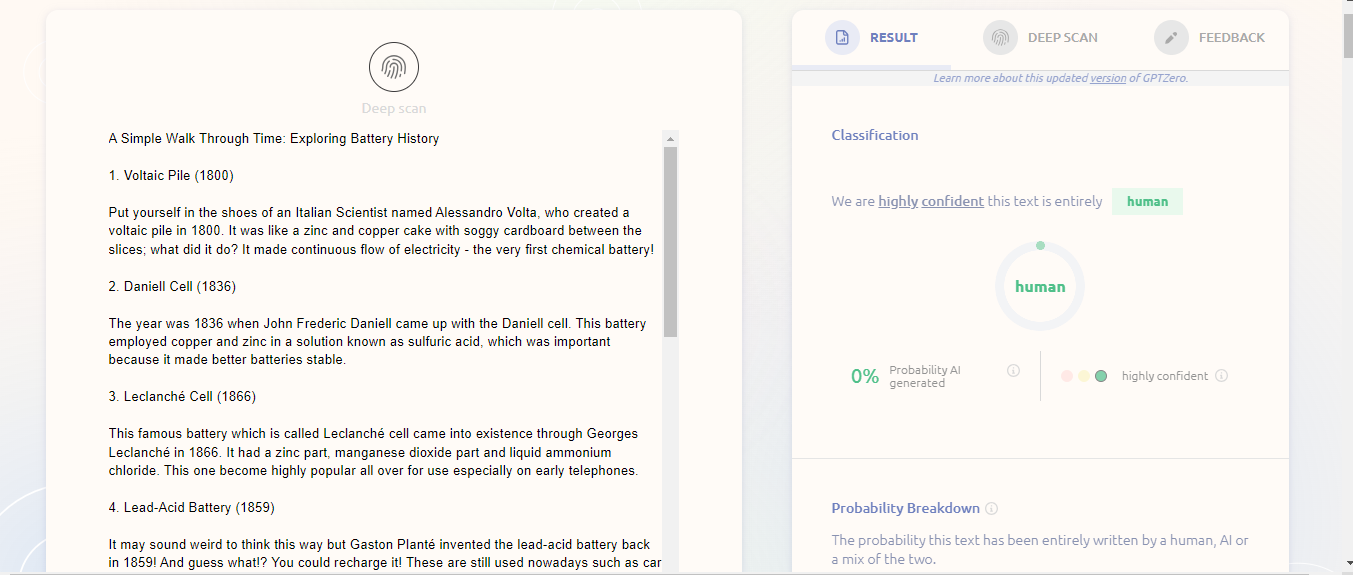 Deep scan
A Simple Walk Through Time: Exploring Battery History
1. Voltaic Pile (1800)
Put yourself in the shoes of an Italian Scientist named Alessandro Volta, who created a
voltaic pile in 1800. It was like a zinc and copper cake with soggy cardboard between the
slices; what did it do? It made continuous flow of electricity - the very first chemical battery!
2. Daniell Cell (1836)
The year was 1836 when John Frederic Daniell came up with the Daniell cell. This battery
employed copper and zinc in a solution known as sulfuric acid, which was important
because it made better batteries stable.
3. Leclanché Cell (1866)
This famous battery which is called Leclanché cell came into existence through Georges
Leclanché in 1866. It had a zinc part, manganese dioxide part and liquid ammonium
chloride. This one become highly popular all over for use especially on early telephones.
4. Lead-Acid Battery (1859)
It may sound weird to think this way but Gaston Planté invented the lead-acid battery back
in 1859! And guess what!? You could recharge it! These are still used nowadays such as car
RESULT
DEEP SCAN
FEEDBACK
Learn more about this updated version of GPTZero.
Classification
We are highly confident this text is entirely human
human
0% Probability AI
generated
highly confident
Probability Breakdown
The probability this text has been entirely written by a human, AI or
a mix of the two.